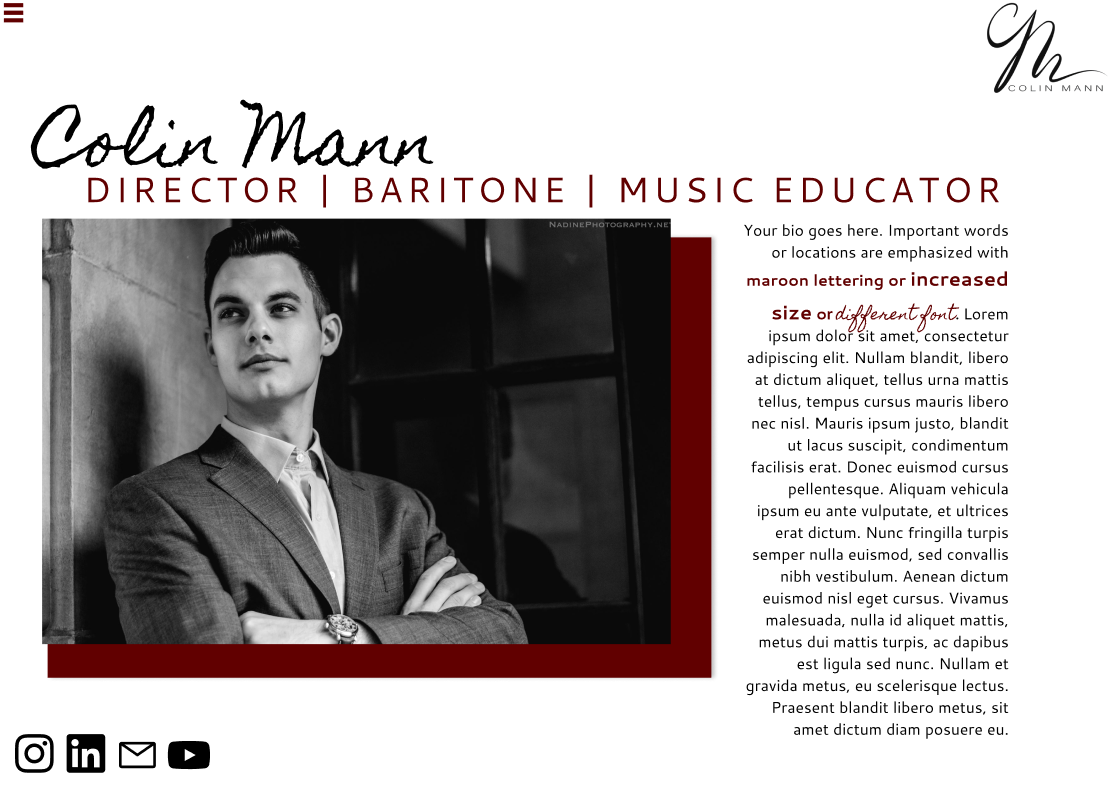 COLIN MANN
Colin Mann
DIRECTOR | BARITONE | MUSIC EDUCATOR
NADINEPHOTOGRAPHY.NET
Your bio goes here. Important words
or locations are emphasized with
maroon lettering or increased
size or different font. Lorem
ipsum dolor sit amet, consectetur
adipiscing elit. Nullam blandit, libero
at dictum aliquet, tellus urna mattis
tellus, tempus cursus mauris libero
nec nisl. Mauris ipsum justo, blandit
ut lacus suscipit, condimentum
facilisis erat. Donec euismod cursus
pellentesque. Aliquam vehicula
ipsum eu ante vulputate, et ultrices
erat dictum. Nunc fringilla turpis
semper nulla euismod, sed convallis
nibh vestibulum. Aenean dictum
euismod nisl eget cursus. Vivamus
malesuada, nulla id aliquet mattis,
metus dui mattis turpis, ac dapibus
est ligula sed nunc. Nullam et
gravida metus, eu scelerisque lectus.
Praesent blandit libero metus, sit
amet dictum diam posuere eu.
in